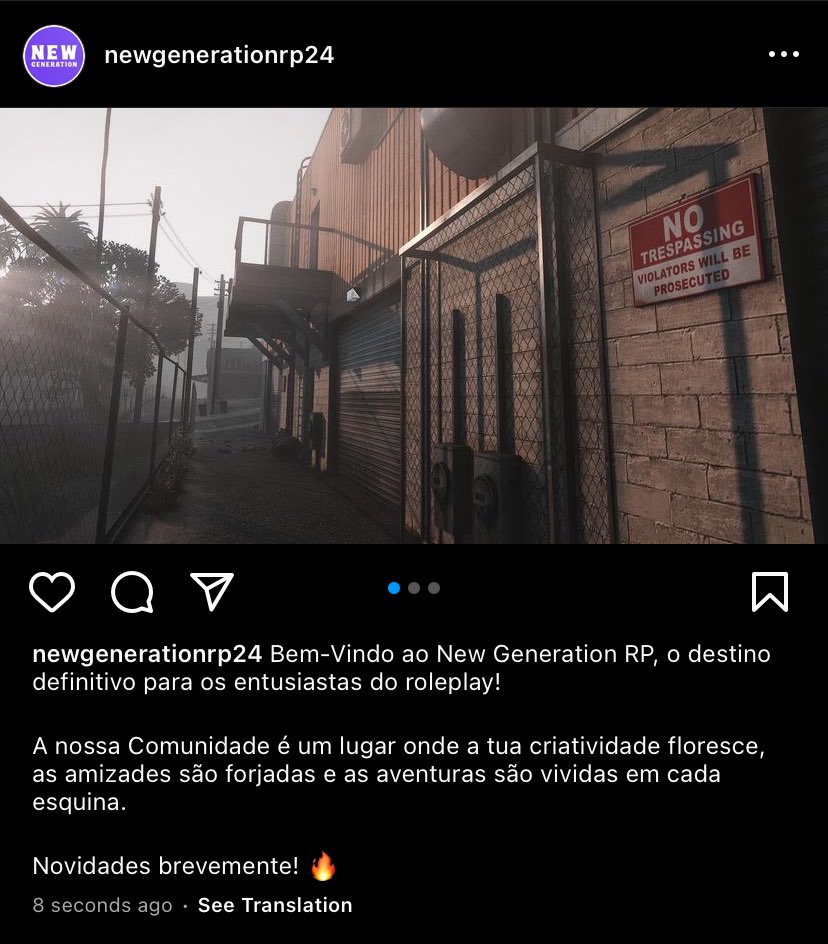 NEW
GENERATION
newgenerationrp24
NO
TRESPASSING
VIOLATORS WILL BE
PROSECUTED
newgenerationrp24 Bem-Vindo ao New Generation RP, o destino
definitivo para os entusiastas do roleplay!
A nossa Comunidade é um lugar onde a tua criatividade floresce,
as amizades são forjadas e as aventuras são vividas em cada
esquina.
Novidades brevemente! 🔥
8 seconds ago · See Translation